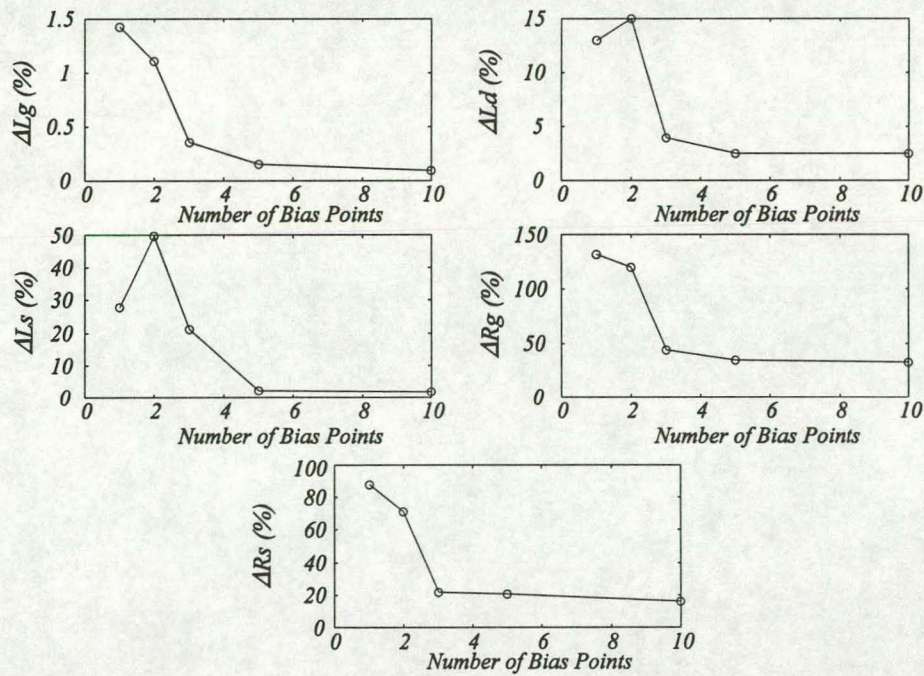 1.5
1
0.5
0
ΔLg (%)
0 2 4 6 8 10
Number of Bias Points
15
10
5
0
ΔLd (%)
0 2 4 6 8 10
Number of Bias Points
50
40
30
20
10
0
ΔLs (%)
0 2 4 6 8 10
Number of Bias Points
150
100
50
0
ΔRg (%)
0 2 4 6 8 10
Number of Bias Points
100
80
60
40
20
0
ΔRs (%)
0 2 4 6 8 10
Number of Bias Points